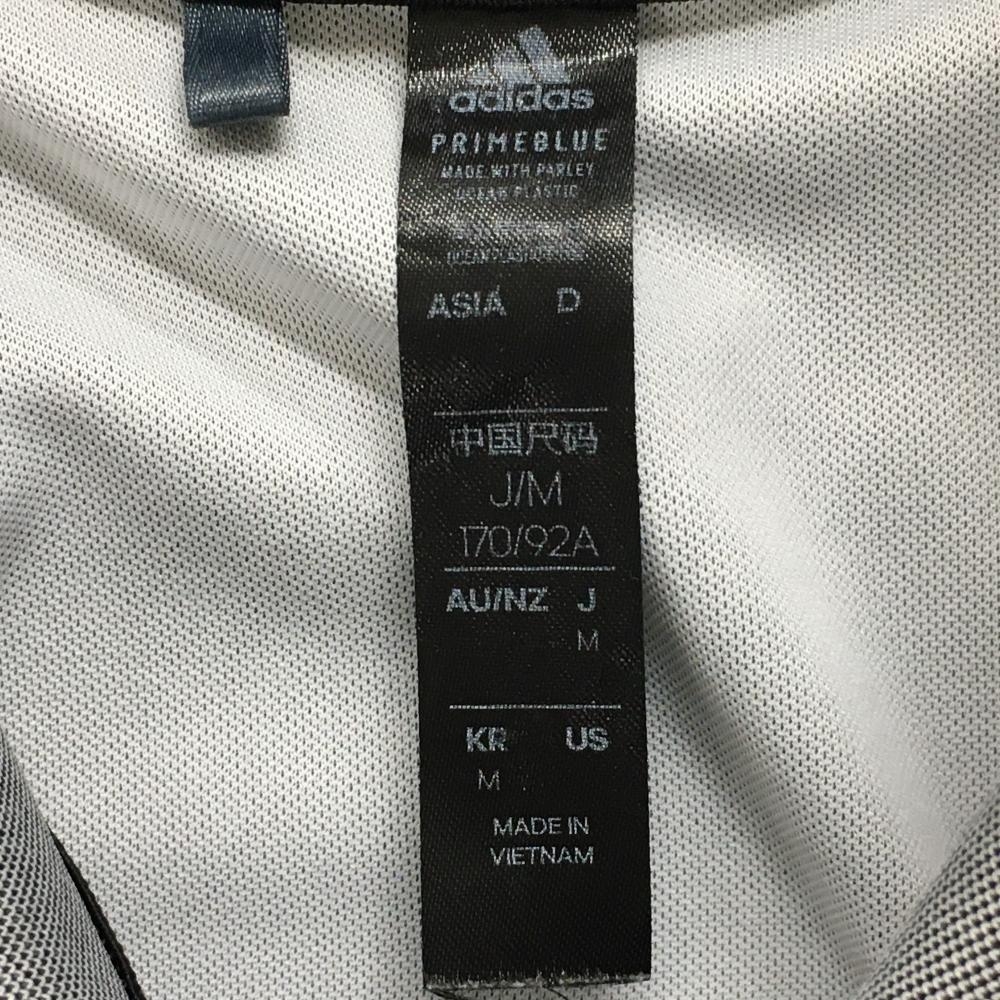 adidas
PRIMEBLUE
MADE WITH PARLEY
OCEAN PLASTIC
ASIA D
中国尺码
J/M
170/92A
AU/NZ J
M
KR US
M
MADE IN
VIETNAM